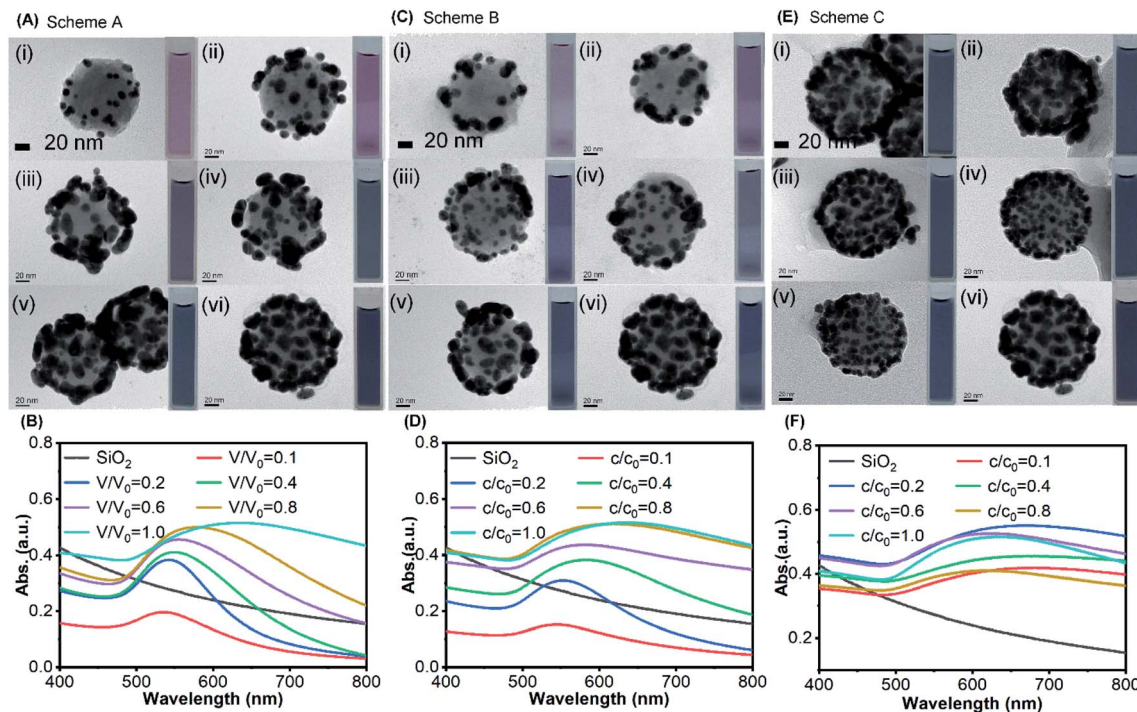 (A) Scheme A
(i)
20 nm
(ii)
20 nm
(iii)
20 nm
(iv)
20 nm
(v)
20 nm
(vi)
20 nm
(C) Scheme B
(i)
20 nm
(ii)
20 nm
(iii)
20 nm
(iv)
20 nm
(v)
20 nm
(vi)
20 nm
(E) Scheme C
(i)
20 nm
(ii)
20 nm
(iii)
20 nm
(iv)
20 nm
(v)
20 nm
(vi)
20 nm
(B)
Abs.(a.u.)
0.8
0.6
0.4
0.2
0.0
SiO₂
V/V₀=0.1
V/V₀=0.2
V/V₀=0.4
V/V₀=0.6
V/V₀=0.8
V/V₀=1.0
400 500 600 700 800
Wavelength (nm)
(D)
Abs.(a.u.)
0.8
0.6
0.4
0.2
0.0
SiO₂
c/c₀=0.1
c/c₀=0.2
c/c₀=0.4
c/c₀=0.6
c/c₀=0.8
c/c₀=1.0
400 500 600 700 800
Wavelength (nm)
(F)
Abs.(a.u.)
0.8
0.6
0.4
0.2
SiO₂
c/c₀=0.1
c/c₀=0.2
c/c₀=0.4
c/c₀=0.6
c/c₀=0.8
c/c₀=1.0
400 500 600 700 800
Wavelength (nm)